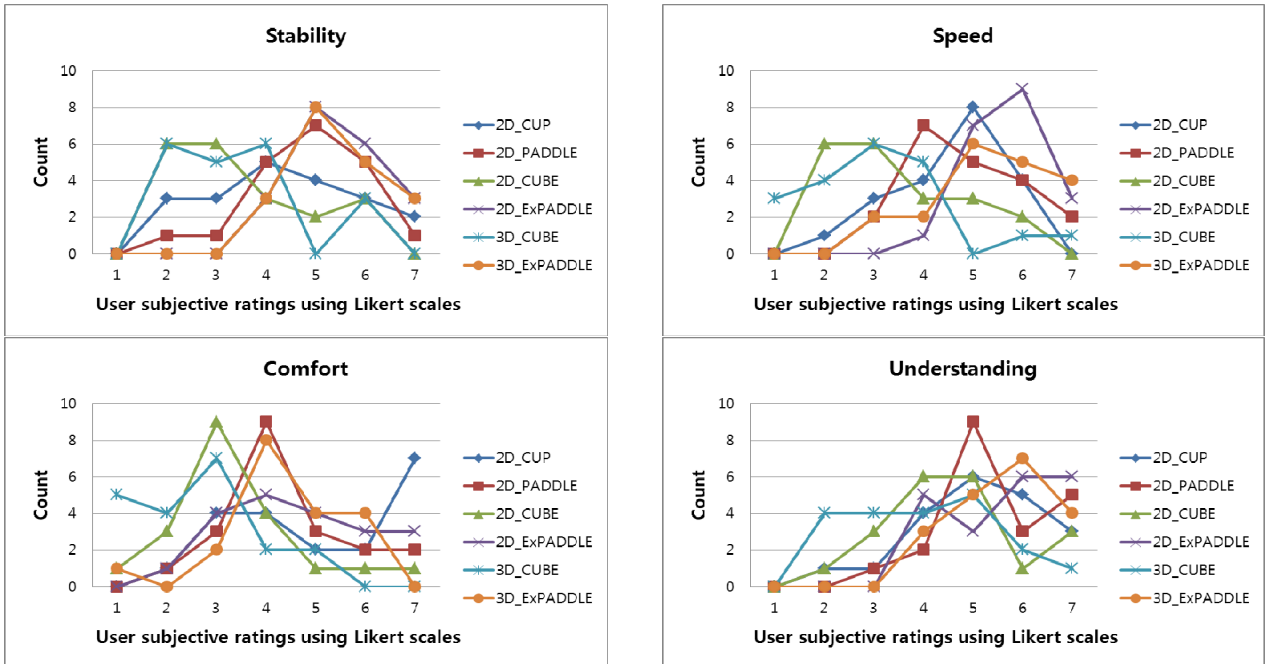 Stability
10
8
6
4
2
0
Count
1 2 3 4 5 6 7
User subjective ratings using Likert scales
2D_CUP
2D_PADDLE
2D_CUBE
2D_ExPADDLE
3D_CUBE
3D_ExPADDLE
Speed
10
8
6
4
2
0
Count
1 2 3 4 5 6 7
User subjective ratings using Likert scales
2D_CUP
2D_PADDLE
2D_CUBE
2D_ExPADDLE
3D_CUBE
3D_ExPADDLE
Comfort
10
8
6
4
2
0
Count
1 2 3 4 5 6 7
User subjective ratings using Likert scales
2D_CUP
2D_PADDLE
2D_CUBE
2D_ExPADDLE
3D_CUBE
3D_ExPADDLE
Understanding
10
8
6
4
2
0
Count
1 2 3 4 5 6 7
User subjective ratings using Likert scales
2D_CUP
2D_PADDLE
2D_CUBE
2D_ExPADDLE
3D_CUBE
3D_ExPADDLE